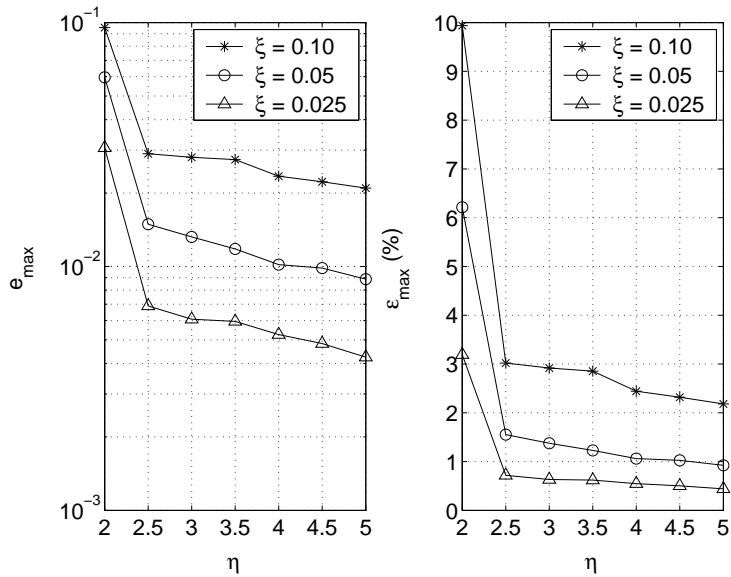 10⁻¹
10⁻²
10⁻³
e_max
ξ = 0.10
ξ = 0.05
ξ = 0.025
2 2.5 3 3.5 4 4.5 5
η
10
9
8
7
6
5
4
3
2
1
0
ε_max (%)
ξ = 0.10
ξ = 0.05
ξ = 0.025
2 2.5 3 3.5 4 4.5 5
η